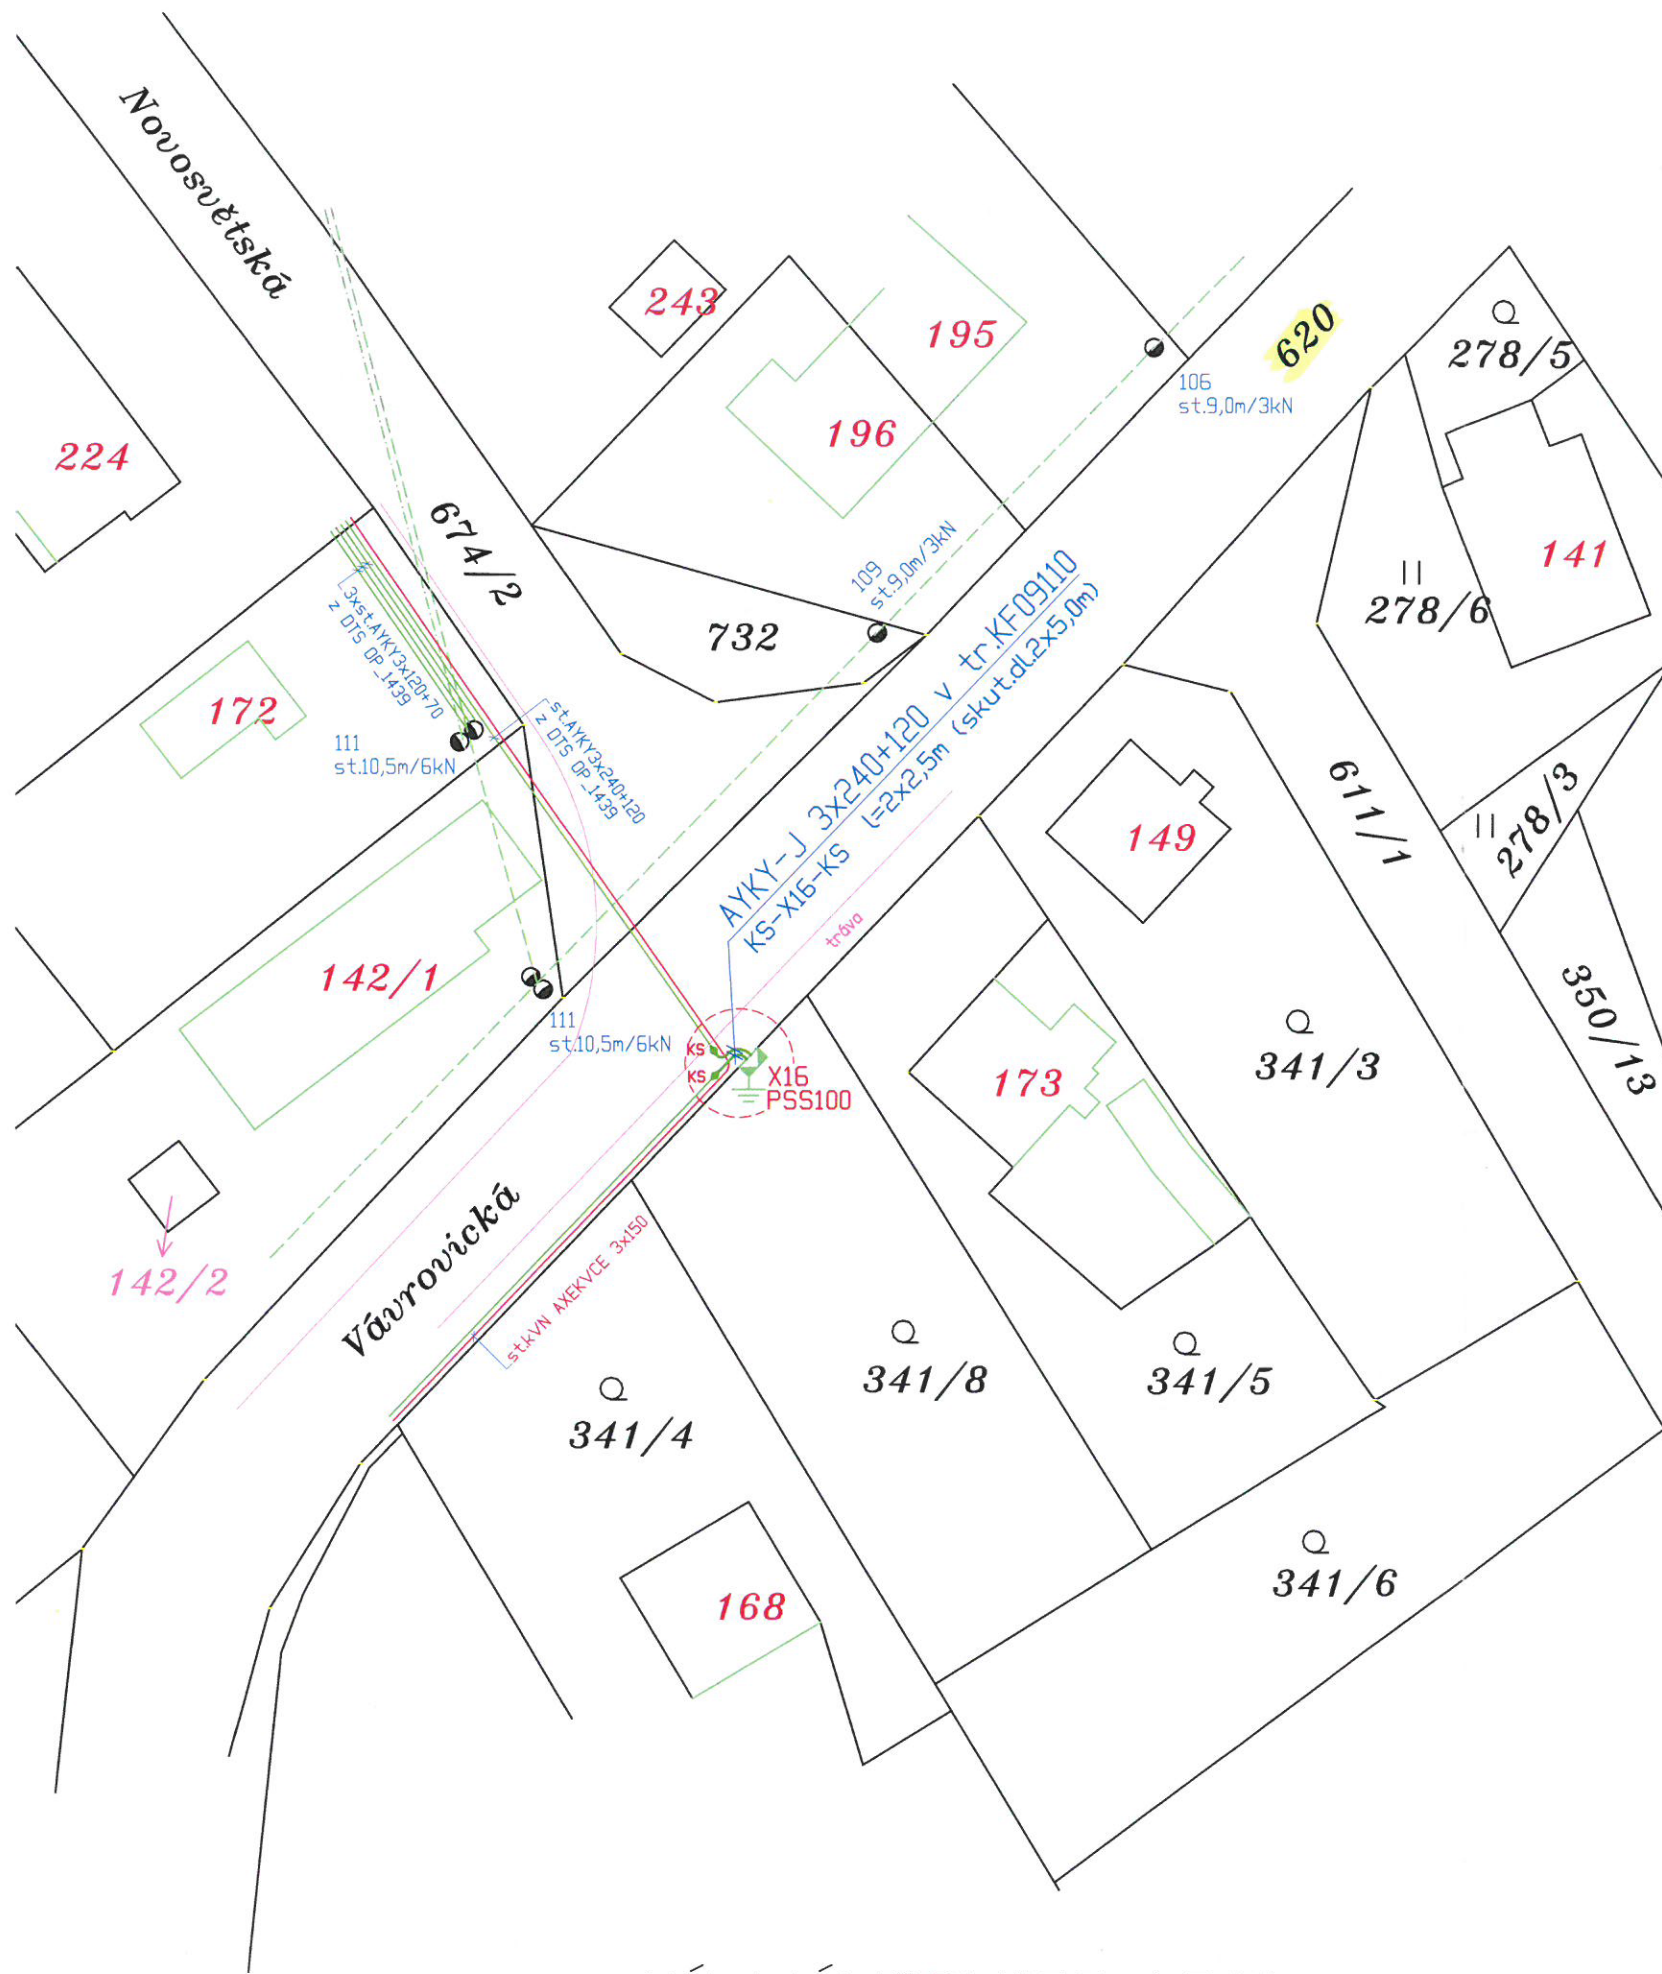 Novosvětská
243
195
620
278/5
106
st.9,0m/3kN
196
224
674/2
109
st.9,0m/3kN
141
278/6
732
AYKY-J 3x240+120 v tr.KF09110
KS-X16-KS l=2x2,5m (skut.dl.2x5,0m)
3xst.AYKY3x120+70
z DTS OP_1439
172
111
st.10,5m/6kN
st.AYKY3x240+120
z DTS OP_1439
611/1
278/3
149
tráva
142/1
350/13
111
st.10,5m/6kN
KS
KS
X16
PSS100
341/3
173
142/2
Vávrovická
st.kVN AXEKVCE 3x150
341/8
341/5
341/4
341/6
168